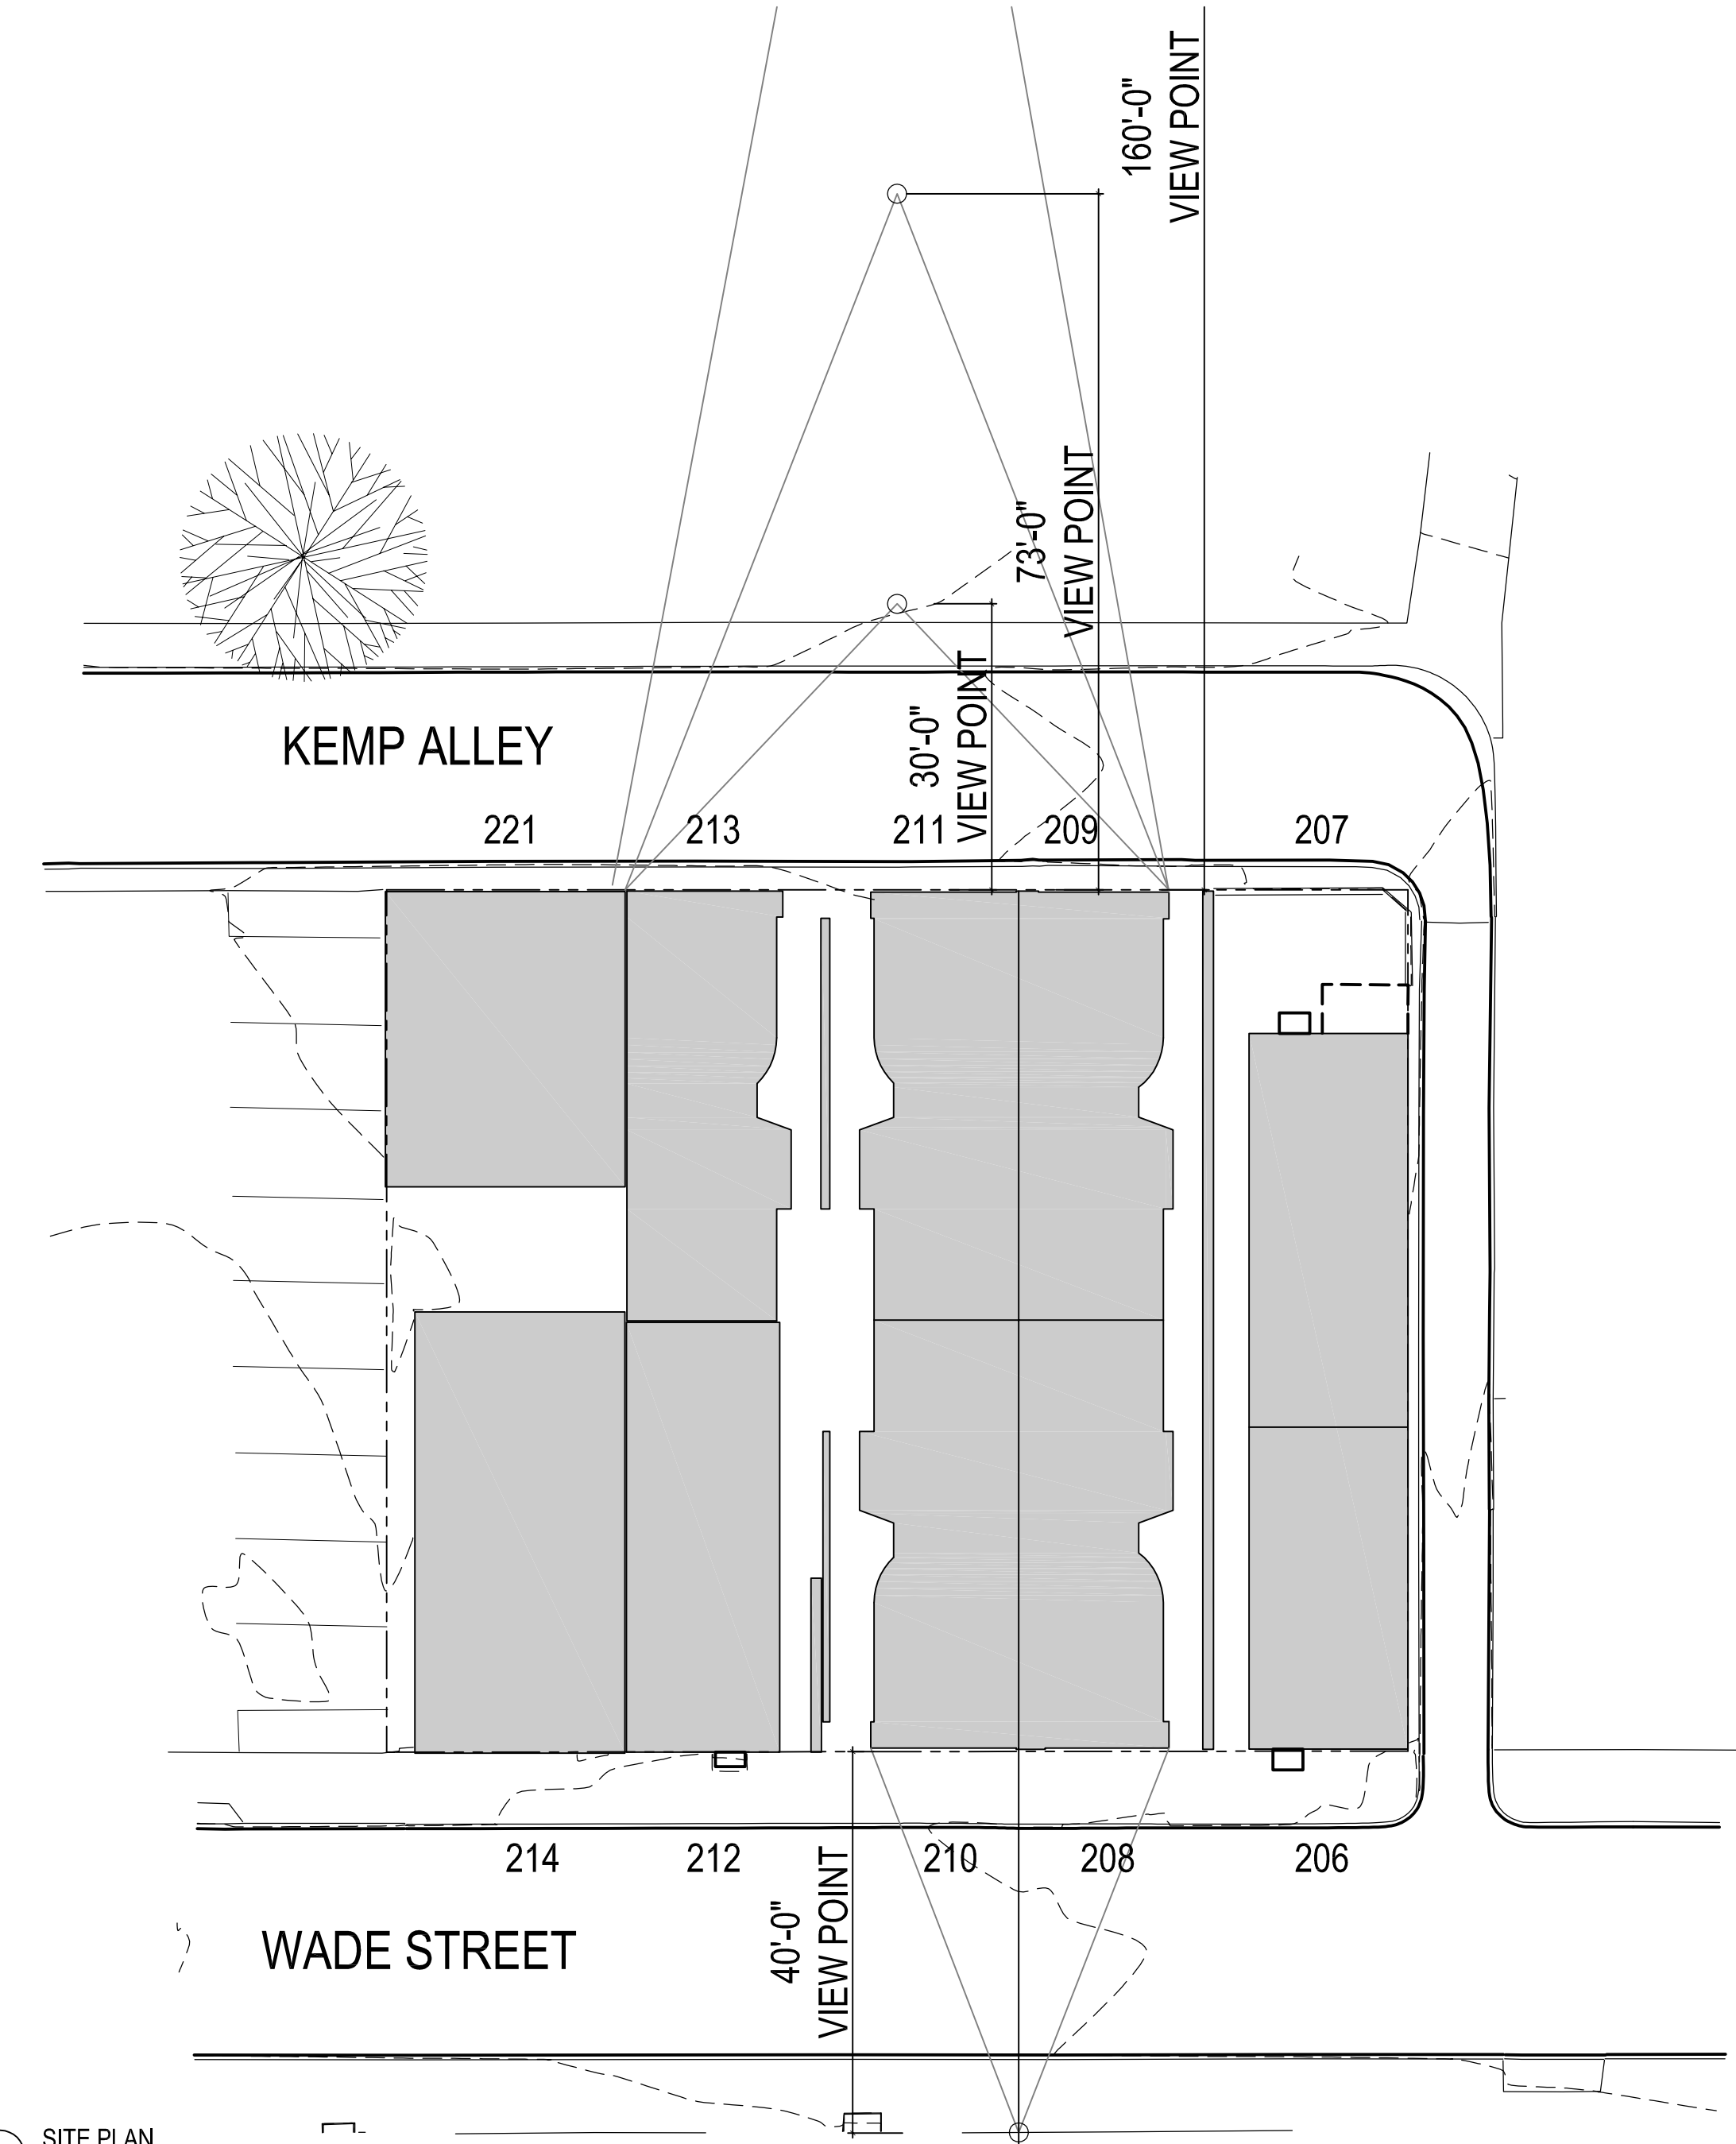 160'-0"
VIEW POINT
73'-0"
VIEW POINT
30'-0"
VIEW POINT
KEMP ALLEY
221 213 211 209 207
214 212 210 208 206
40'-0"
VIEW POINT
WADE STREET
SITE PLAN